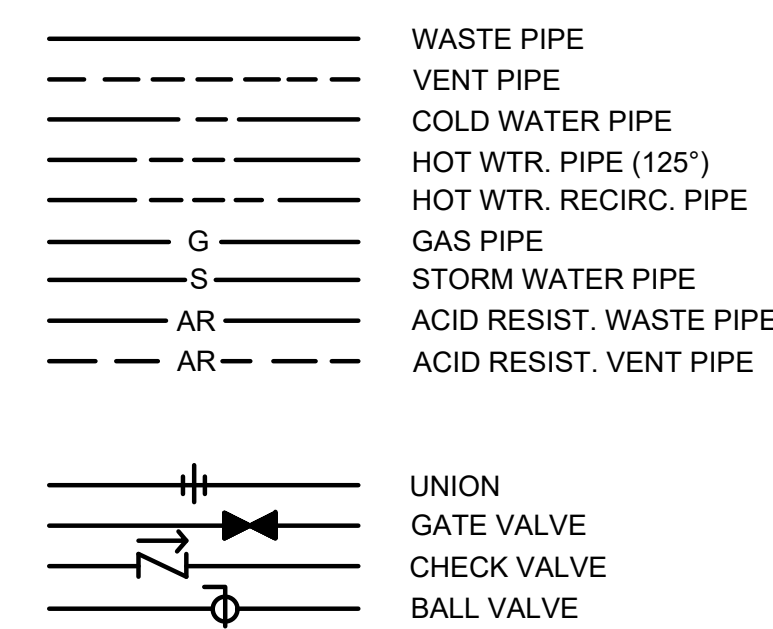 WASTE PIPE
VENT PIPE
COLD WATER PIPE
HOT WTR. PIPE (125°)
HOT WTR. RECIRC. PIPE
G GAS PIPE
S STORM WATER PIPE
AR ACID RESIST. WASTE PIPE
AR ACID RESIST. VENT PIPE
UNION
GATE VALVE
CHECK VALVE
BALL VALVE